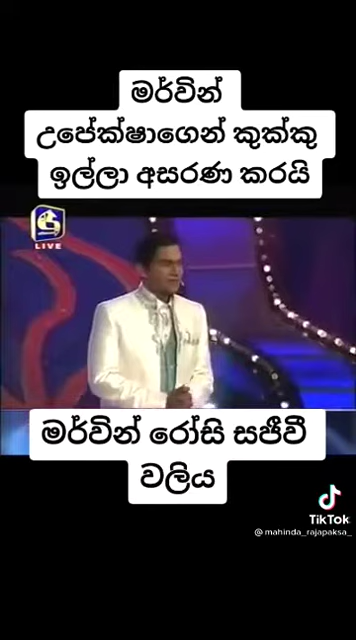 මර්වින්
උපේක්ෂාගෙන් කුක්කු
ඉල්ලා අසරණ කරයි
LIVE
මර්වින් රෝසි සජීවී
වලිය
TikTok
@mahinda_rajapaksa_